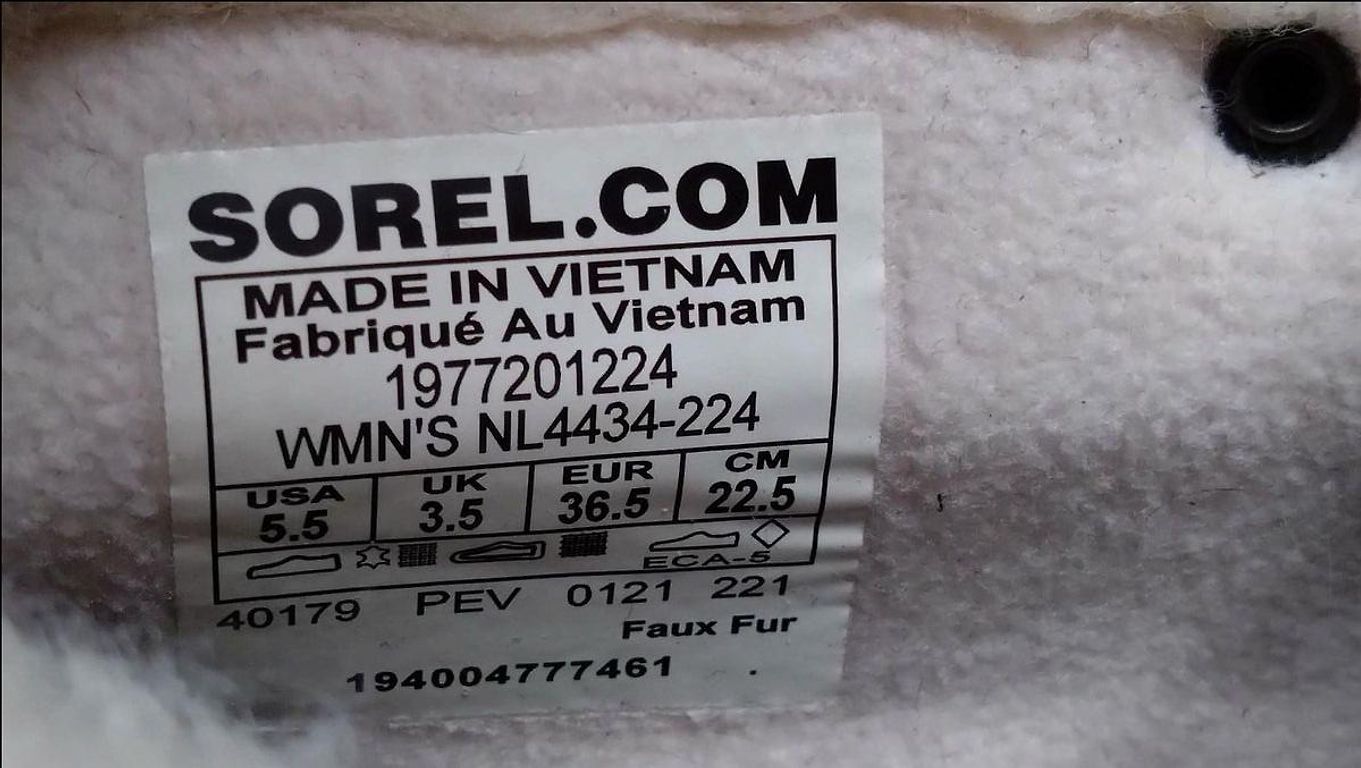 SOREL.COM
MADE IN VIETNAM
Fabriqué Au Vietnam
1977201224
WMN'S NL4434-224
USA UK EUR CM
5.5 3.5 36.5 22.5
ECA-5
40179 PEV 0121 221
Faux Fur
194004777461 .